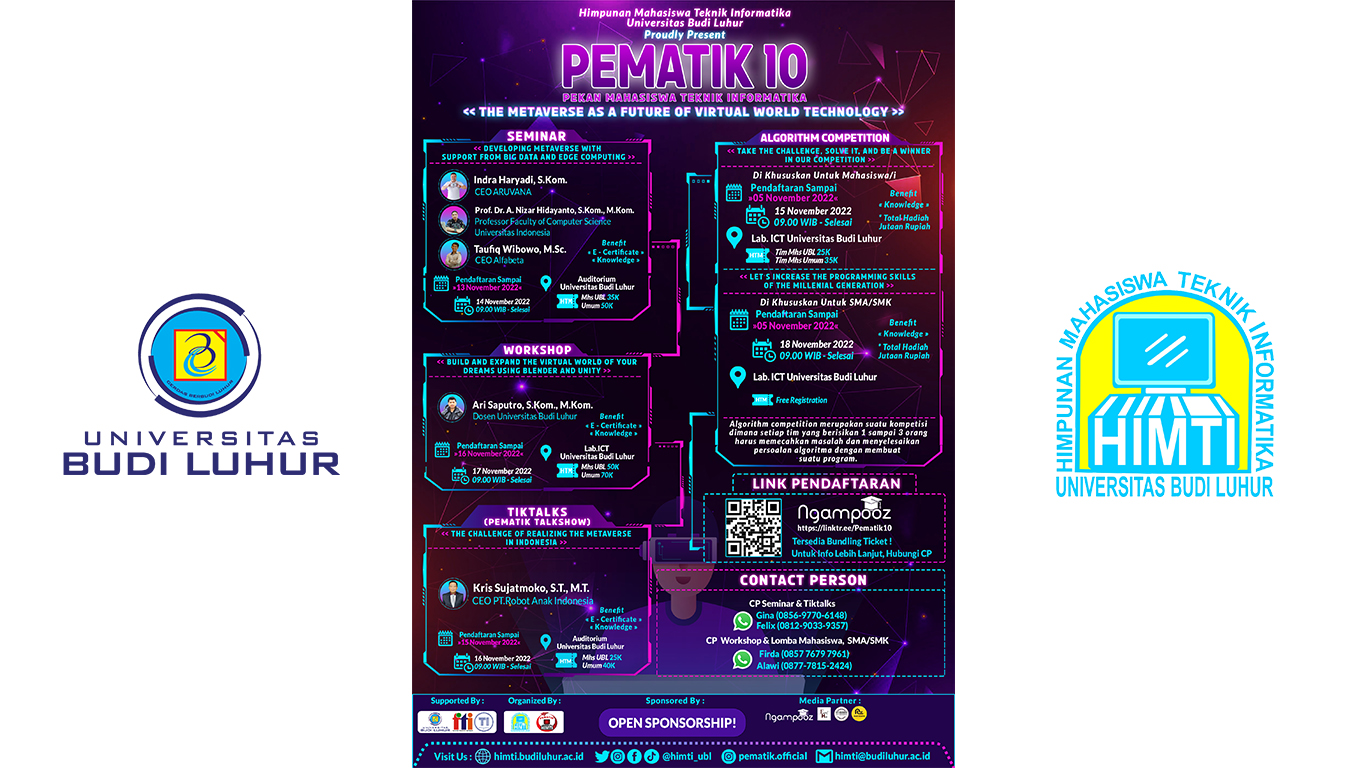 Himpunan Mahasiswa Teknik Informatika
Universitas Budi Luhur
Proudly Present
PEMATIK 10
PEKAN MAHASISWA TEKNIK INFORMATIKA
<< THE METAVERSE AS A FUTURE OF VIRTUAL WORLD TECHNOLOGY >>
SEMINAR
<< DEVELOPING METAVERSE WITH
SUPPORT FROM BIG DATA AND EDGE COMPUTING >>
Indra Haryadi, S.Kom.
CEO ARUVANA
Prof. Dr. A. Nizar Hidayanto, S.Kom., M.Kom.
Professor Faculty of Computer Science
Universitas Indonesia
Taufiq Wibowo, M.Sc.
CEO Alfabeta
Benefit
« E - Certificate »
« Knowledge »
Pendaftaran Sampai
»13 November 2022«
14 November 2022
09.00 WIB - Selesai
Auditorium
Universitas Budi Luhur
HTM
Mhs UBL 35K
Umum 50K
WORKSHOP
<< BUILD AND EXPAND THE VIRTUAL WORLD OF YOUR
DREAMS USING BLENDER AND UNITY >>
Ari Saputro, S.Kom., M.Kom.
Dosen Universitas Budi Luhur
Benefit
« E - Certificate »
« Knowledge »
Pendaftaran Sampai
»16 November 2022«
17 November 2022
09.00 WIB - Selesai
Lab.ICT
Universitas Budi Luhur
HTM
Mhs UBL 50K
Umum 70K
TIKTALKS
(PEMATIK TALKSHOW)
<< THE CHALLENGE OF REALIZING THE METAVERSE
IN INDONESIA >>
Kris Sujatmoko, S.T., M.T.
CEO PT.Robot Anak Indonesia
Benefit
« E - Certificate »
« Knowledge »
Pendaftaran Sampai
»15 November 2022«
16 November 2022
09.00 WIB - Selesai
Auditorium
Universitas Budi Luhur
HTM
Mhs UBL 25K
Umum 40K
ALGORITHM COMPETITION
<< TAKE THE CHALLENGE, SOLVE IT, AND BE A WINNER
IN OUR COMPETITION >>
Di Khususkan Untuk Mahasiswa/i
Pendaftaran Sampai
»05 November 2022«
15 November 2022
09.00 WIB - Selesai
Benefit
« Knowledge »
* Total Hadiah
Jutaan Rupiah
Lab. ICT Universitas Budi Luhur
HTM
Tim Mhs UBL 25K
Tim Mhs Umum 35K
<< LET'S INCREASE THE PROGRAMMING SKILLS
OF THE MILLENIAL GENERATION >>
Di Khususkan Untuk SMA/SMK
Pendaftaran Sampai
»05 November 2022«
18 November 2022
09.00 WIB - Selesai
Benefit
« Knowledge »
* Total Hadiah
Jutaan Rupiah
Lab. ICT Universitas Budi Luhur
HTM
Free Registration
Algorithm competition merupakan suatu kompetisi
dimana setiap tim yang berisikan 1 sampai 3 orang
harus memecahkan masalah dan menyelesaikan
persoalan algoritma dengan membuat
suatu program.
LINK PENDAFTARAN
Ngampooz
https://linktr.ee/Pematik10
Tersedia Bundling Ticket !
Untuk Info Lebih Lanjut, Hubungi CP
CONTACT PERSON
CP Seminar & Tiktalks
Gina (0856-9770-6148)
Felix (0812-9033-9357)
CP Workshop & Lomba Mahasiswa, SMA/SMK
Firda (0857 7679 7961)
Alawi (0877-7815-2424)
Supported By :
Organized By :
Sponsored By :
OPEN SPONSORSHIP!
Media Partner :
Ngampooz
Visit Us :
himti.budiluhur.ac.id
@himti_ubl
pematik.official
himti@budiluhur.ac.id
CERDAS BERBUDI LUHUR
UNIVERSITAS
BUDI LUHUR
HIMPUNAN MAHASISWA TEKNIK INFORMATIKA
HIMTI
UNIVERSITAS BUDI LUHUR